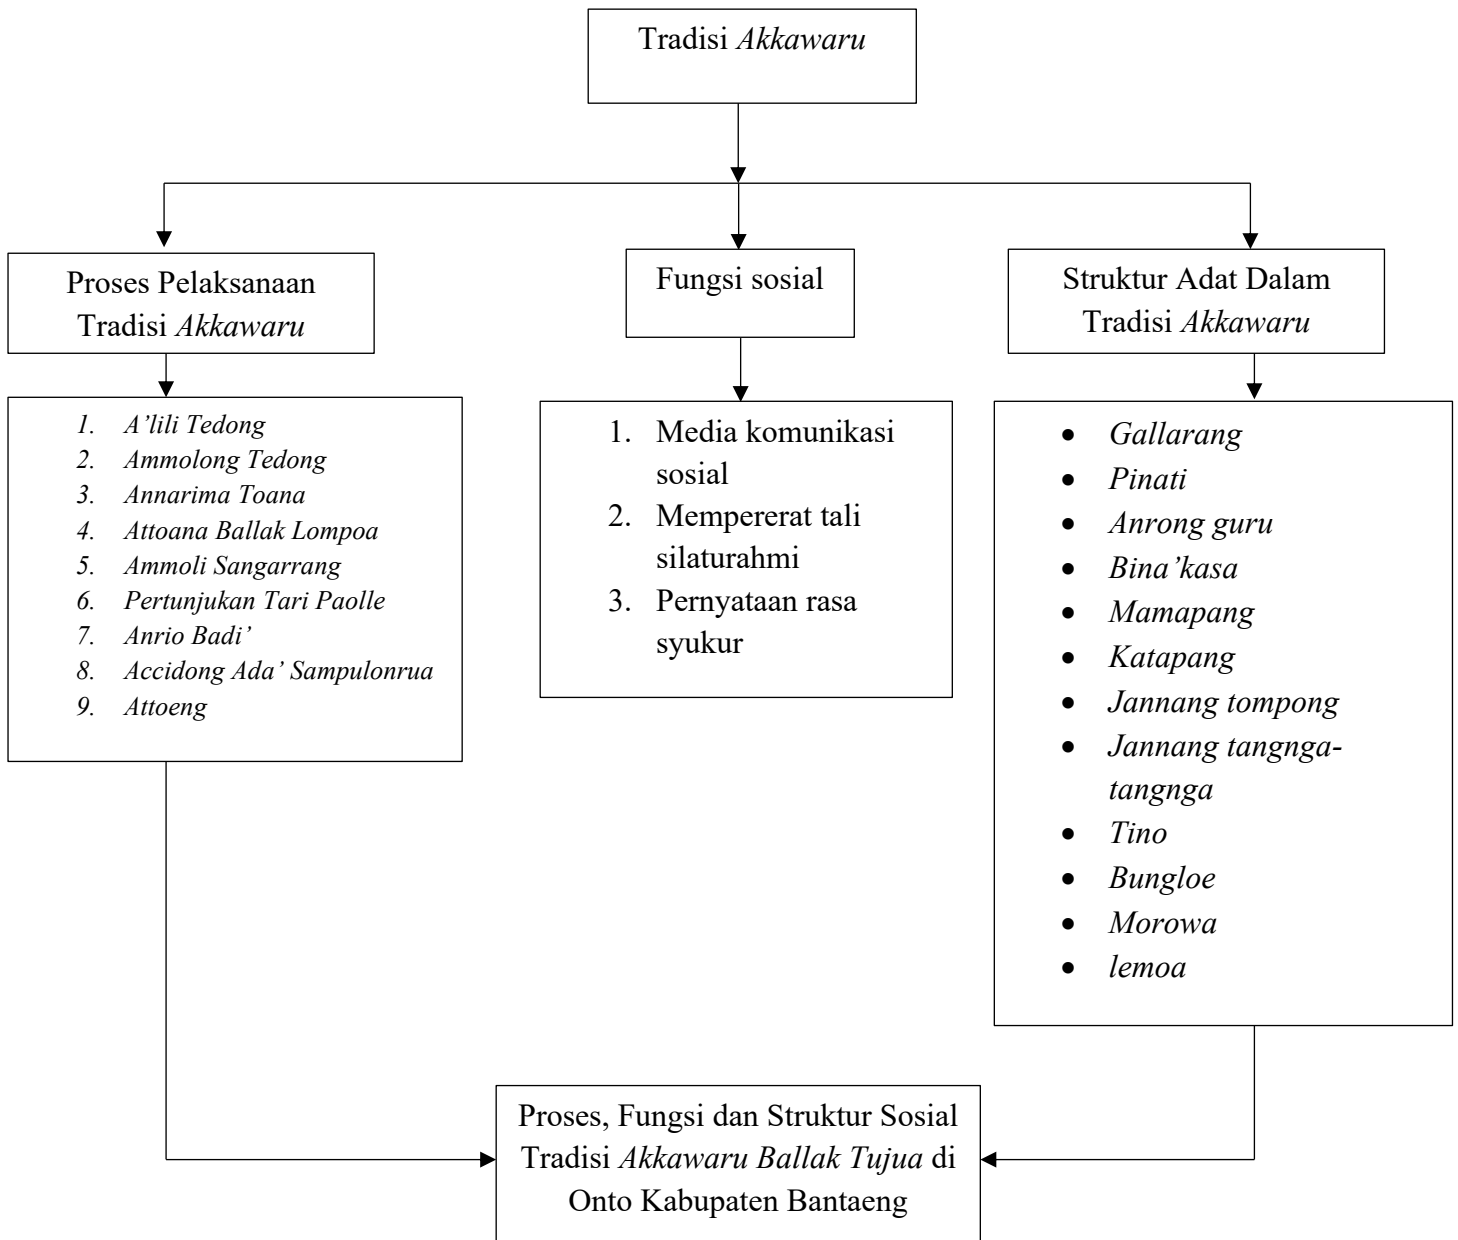 Tradisi Akkawaru
Proses Pelaksanaan
Tradisi Akkawaru
Fungsi sosial
Struktur Adat Dalam
Tradisi Akkawaru
1. A’lili Tedong
2. Ammolong Tedong
3. Annarima Toana
4. Attoana Ballak Lompoa
5. Ammoli Sangarrang
6. Pertunjukan Tari Paolle
7. Anrio Badi’
8. Accidong Ada’ Sampulonrua
9. Attoeng
1. Media komunikasi
sosial
2. Mempererat tali
silaturahmi
3. Pernyataan rasa
syukur
• Gallarang
• Pinati
• Anrong guru
• Bina’kasa
• Mamapang
• Katapang
• Jannang tompong
• Jannang tangnga-
tangnga
• Tino
• Bungloe
• Morowa
• lemoa
Proses, Fungsi dan Struktur Sosial
Tradisi Akkawaru Ballak Tujua di
Onto Kabupaten Bantaeng